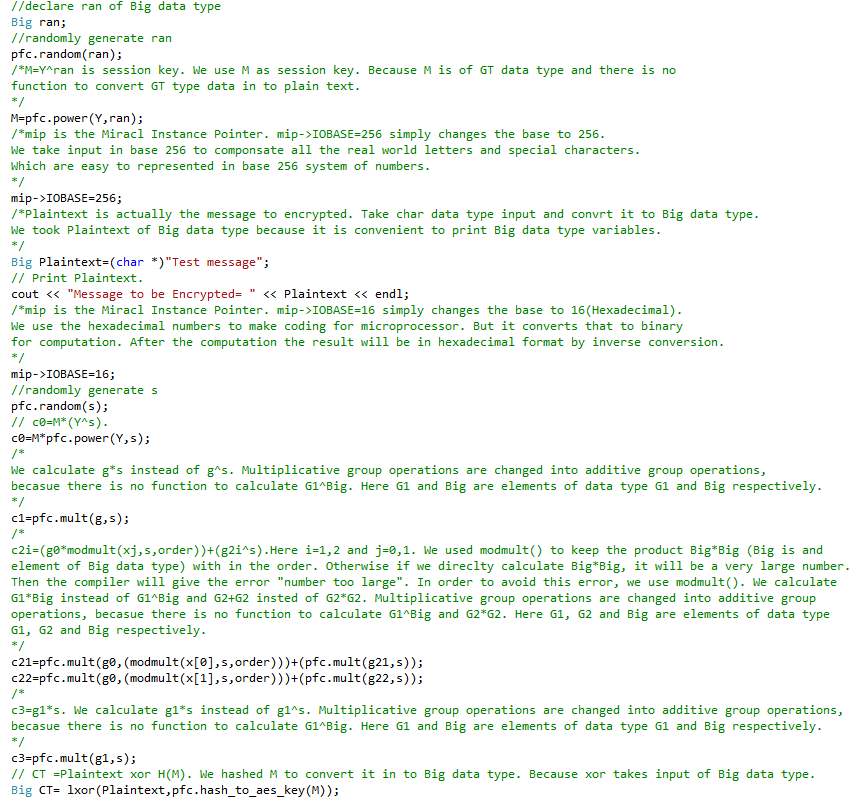 //declare ran of Big data type
Big ran;
//randomly generate ran
pfc.random(ran);
/*M=Y^ran is session key. We use M as session key. Because M is of GT data type and there is no
function to convert GT type data in to plain text.
*/
M=pfc.power(Y,ran);
/*mip is the Miracl Instance Pointer. mip->IOBASE=256 simply changes the base to 256.
We take input in base 256 to componsate all the real world letters and special characters.
Which are easy to represented in base 256 system of numbers.
*/
mip->IOBASE=256;
/*Plaintext is actually the message to encrypted. Take char data type input and convrt it to Big data type.
We took Plaintext of Big data type because it is convenient to print Big data type variables.
*/
Big Plaintext=(char *)"Test message";
// Print Plaintext.
cout << "Message to be Encrypted= " << Plaintext << endl;
/*mip is the Miracl Instance Pointer. mip->IOBASE=16 simply changes the base to 16(Hexadecimal).
We use the hexadecimal numbers to make coding for microprocessor. But it converts that to binary
for computation. After the computation the result will be in hexadecimal format by inverse conversion.
*/
mip->IOBASE=16;
//randomly generate s
pfc.random(s);
// c0=M*(Y^s).
c0=M*pfc.power(Y,s);
/*
We calculate g*s instead of g^s. Multiplicative group operations are changed into additive group operations,
becasue there is no function to calculate G1^Big. Here G1 and Big are elements of data type G1 and Big respectively.
*/
c1=pfc.mult(g,s);
/*
c2i=(g0*modmult(xj,s,order))+(g2i^s).Here i=1,2 and j=0,1. We used modmult() to keep the product Big*Big (Big is and
element of Big data type) with in the order. Otherwise if we direclty calculate Big*Big, it will be a very large number.
Then the compiler will give the error "number too large". In order to avoid this error, we use modmult(). We calculate
G1*Big instead of G1^Big and G2+G2 insted of G2*G2. Multiplicative group operations are changed into additive group
operations, becasue there is no function to calculate G1^Big and G2*G2. Here G1, G2 and Big are elements of data type
G1, G2 and Big respectively.
*/
c21=pfc.mult(g0,(modmult(x[0],s,order)))+(pfc.mult(g21,s));
c22=pfc.mult(g0,(modmult(x[1],s,order)))+(pfc.mult(g22,s));
/*
c3=g1*s. We calculate g1*s instead of g1^s. Multiplicative group operations are changed into additive group operations,
becasue there is no function to calculate G1^Big. Here G1 and Big are elements of data type G1 and Big respectively.
*/
c3=pfc.mult(g1,s);
// CT =Plaintext xor H(M). We hashed M to convert it in to Big data type. Because xor takes input of Big data type.
Big CT= lxor(Plaintext,pfc.hash_to_aes_key(M));